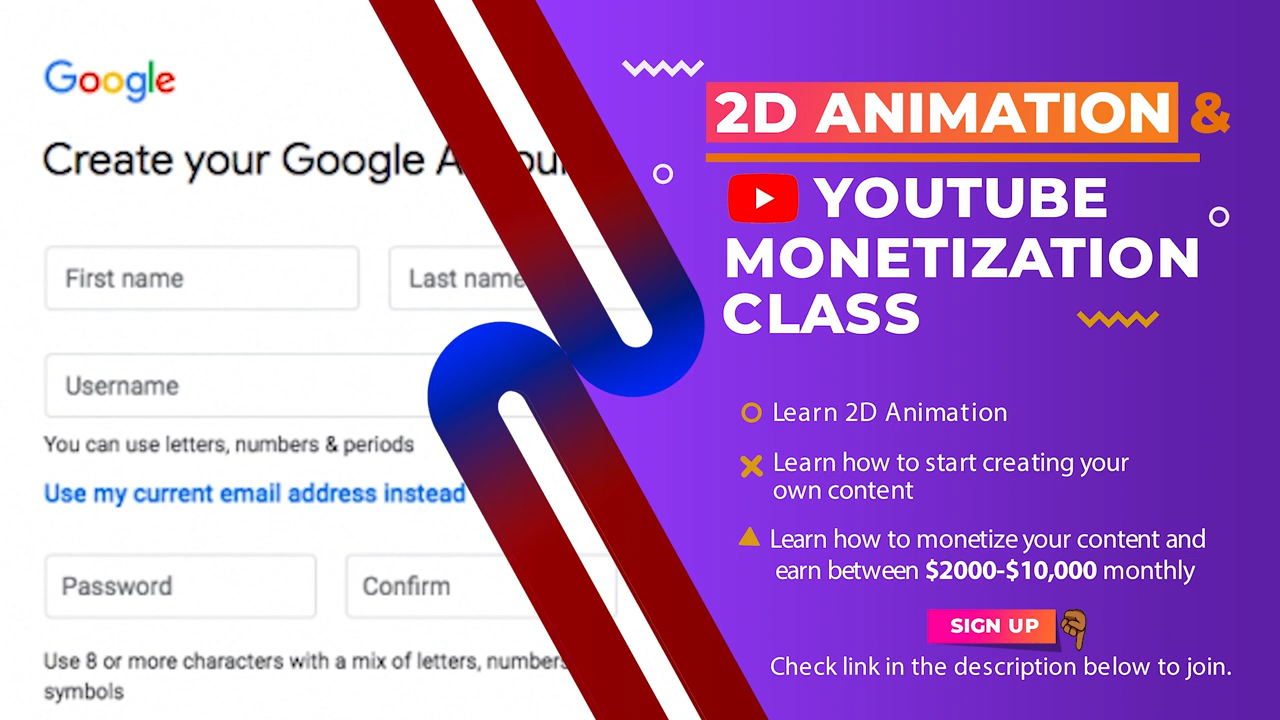 Google
Create your Google A
First name
Last name
Username
You can use letters, numbers & periods
Use my current email address instead
Password
Confirm
Use 8 or more characters with a mix of letters, numbers
symbols
2D ANIMATION &
YOUTUBE
MONETIZATION
CLASS
Learn 2D Animation
Learn how to start creating your
own content
Learn how to monetize your content and
earn between $2000-$10,000 monthly
SIGN UP
Check link in the description below to join.